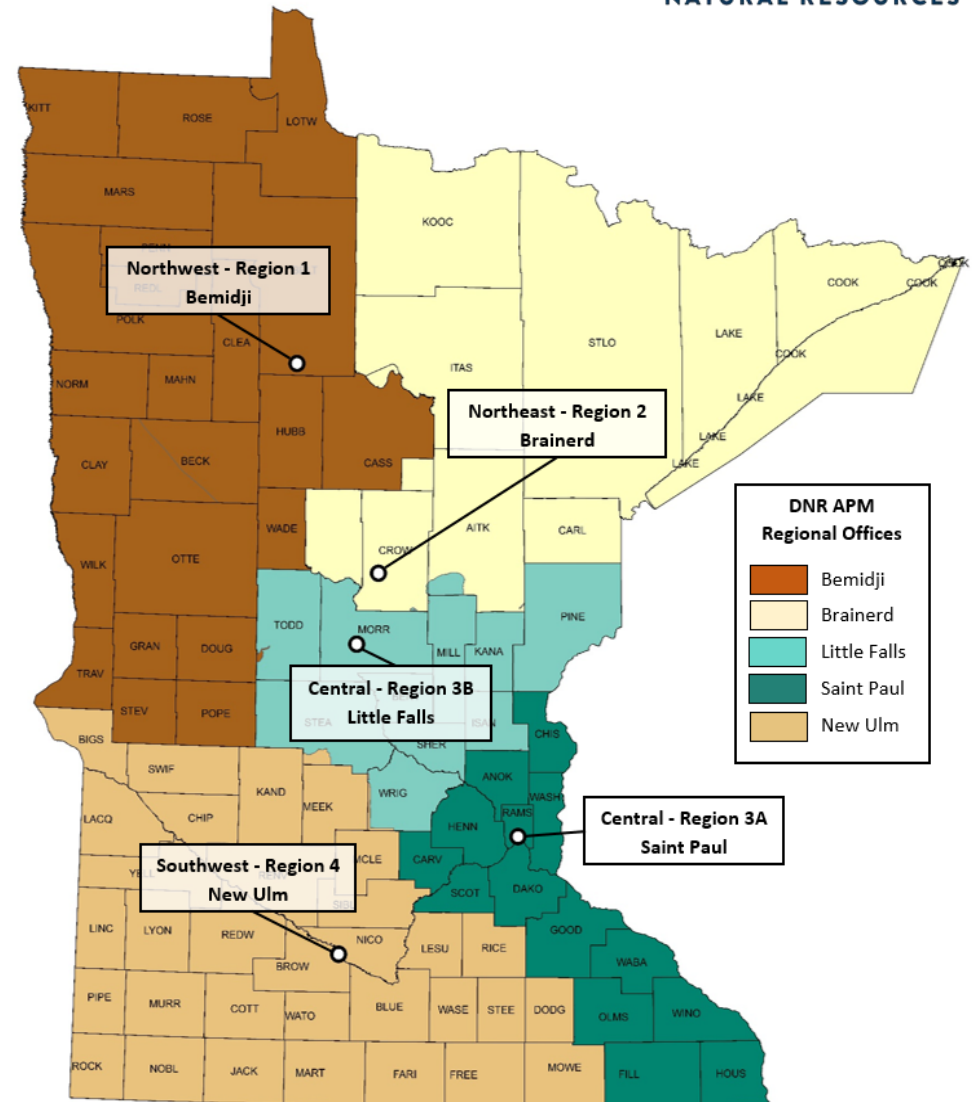 NATURAL RESOURCES
KITT
ROSE
LOTW
MARS
KOOC
PENN
Northwest - Region 1
Bemidji
REDL
POLK
CLEA
COOK
COOK
COOK
LAKE
STLO
COOK
ITAS
NORM
MAHN
LAKE
Northeast - Region 2
Brainerd
HUBB
LAKE
CLAY
BECK
CASS
LAKE
DNR APM
Regional Offices
Bemidji
Brainerd
Little Falls
Saint Paul
New Ulm
WADE
AITK
CARL
CROW
WILK
OTTE
TODD
MORR
PINE
GRAN
DOUG
MILL
KANA
TRAV
Central - Region 3B
Little Falls
STEV
POPE
STEA
ISAN
BIGS
SHER
CHIS
SWIF
KAND
WRIG
ANOK
WASH
MEEK
LACQ
CHIP
RAMS
HENN
Central - Region 3A
Saint Paul
YELL
Southwest - Region 4
New Ulm
RENV
MCLE
CARV
SIBL
SCOT
DAKO
LINC
LYON
REDW
NICO
LESU
RICE
GOOD
BROW
WABA
PIPE
MURR
COTT
WATO
BLUE
WASE
STEE
DODG
OLMS
WINO
ROCK
NOBL
JACK
MART
FARI
FREE
MOWE
FILL
HOUS